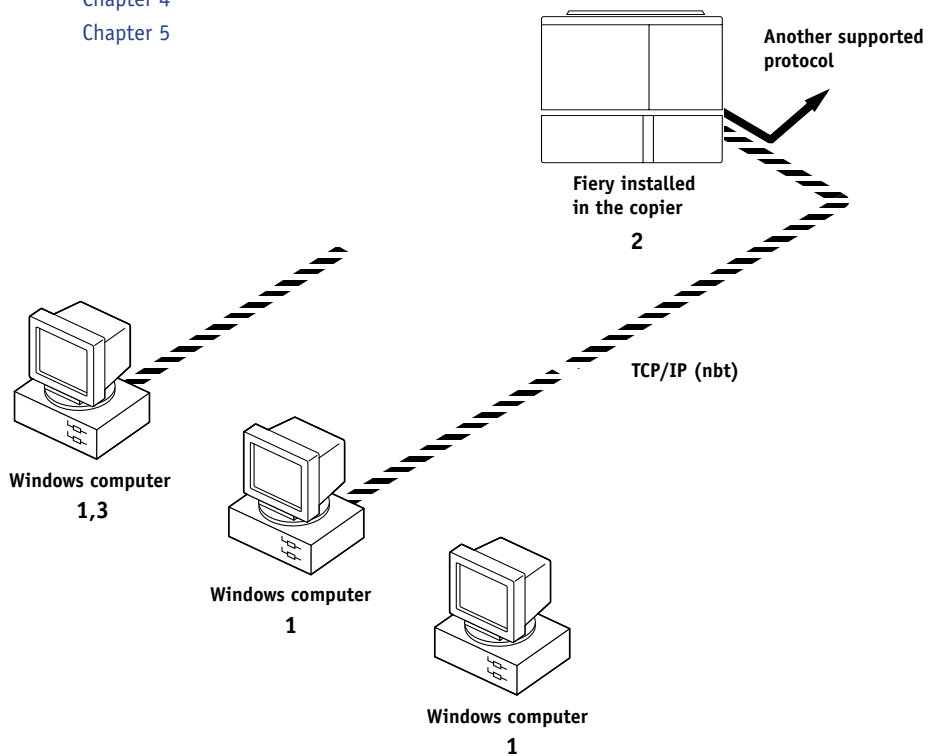 Chapter 4
Chapter 5
Another supported
protocol
Fiery installed
in the copier
2
TCP/IP (nbt)
Windows computer
1,3
Windows computer
1
Windows computer
1